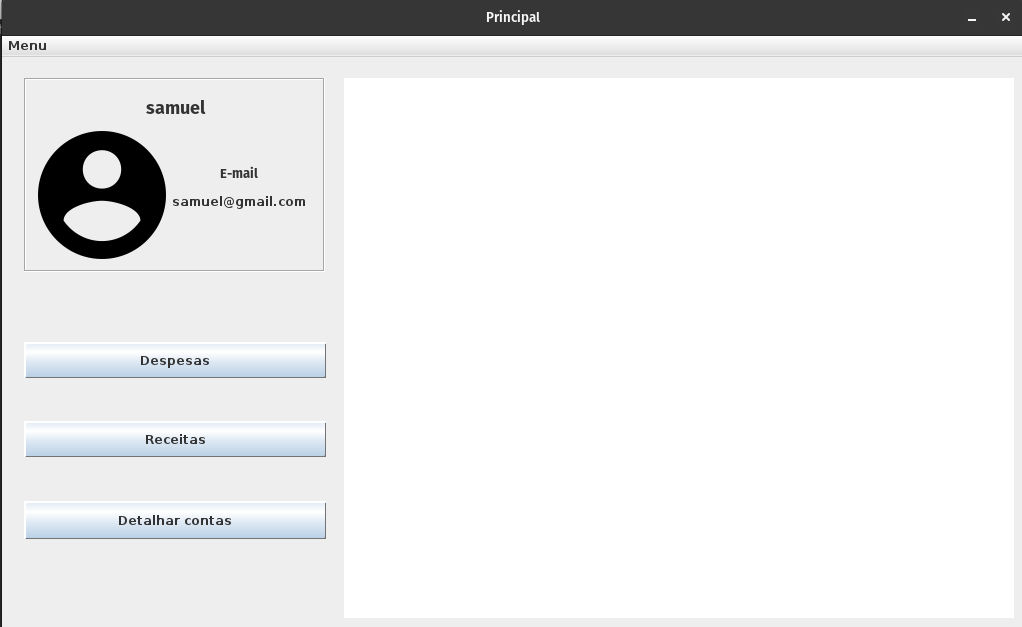 Principal
Menu
samuel
E-mail
samuel@gmail.com
Despesas
Receitas
Detalhar contas